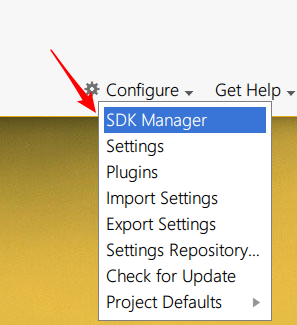 Configure Get Help
SDK Manager
Settings
Plugins
Import Settings
Export Settings
Settings Repository...
Check for Update
Project Defaults